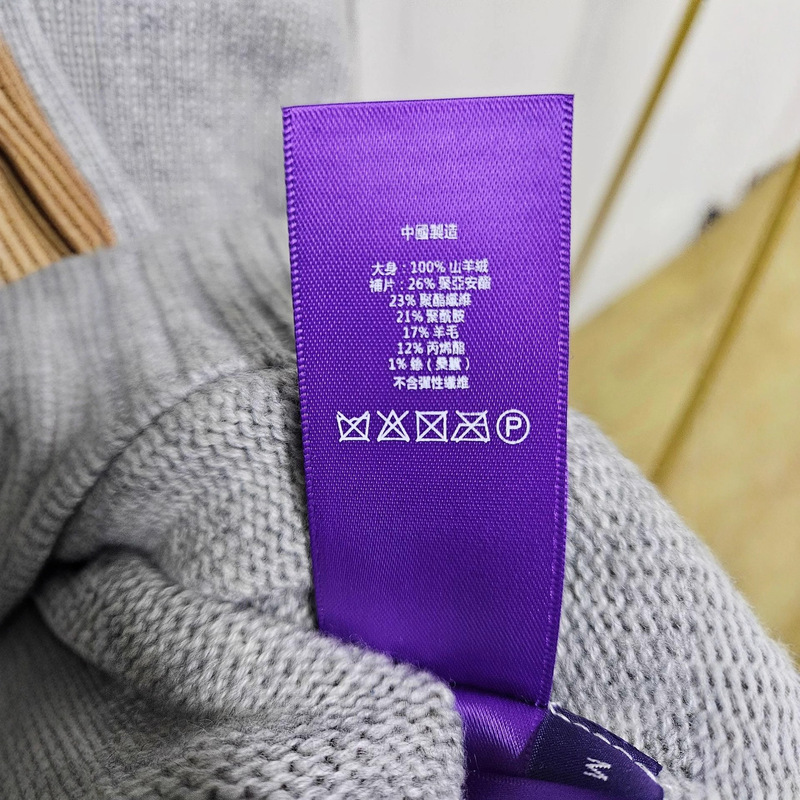 中國製造
大身：100% 山羊絨
補片：26% 聚亞安酯
23% 聚酯纖維
21% 聚酰胺
17% 羊毛
12% 丙烯酸
1% 絲（桑蠶）
不含彈性纖維
P
M